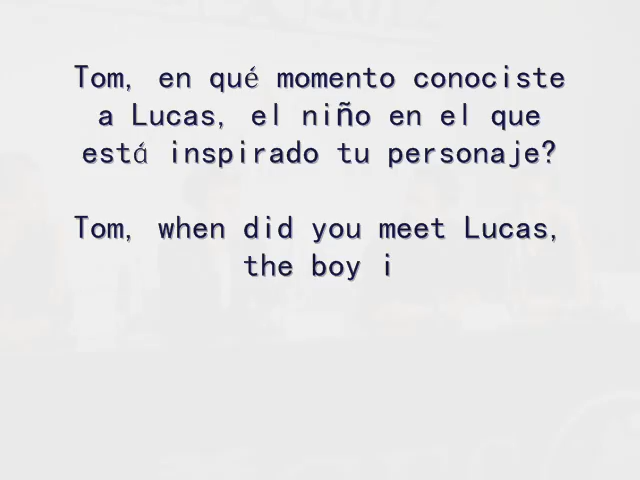 Tom, en qué momento conociste
a Lucas, el niño en el que
está inspirado tu personaje?
Tom, when did you meet Lucas,
the boy i